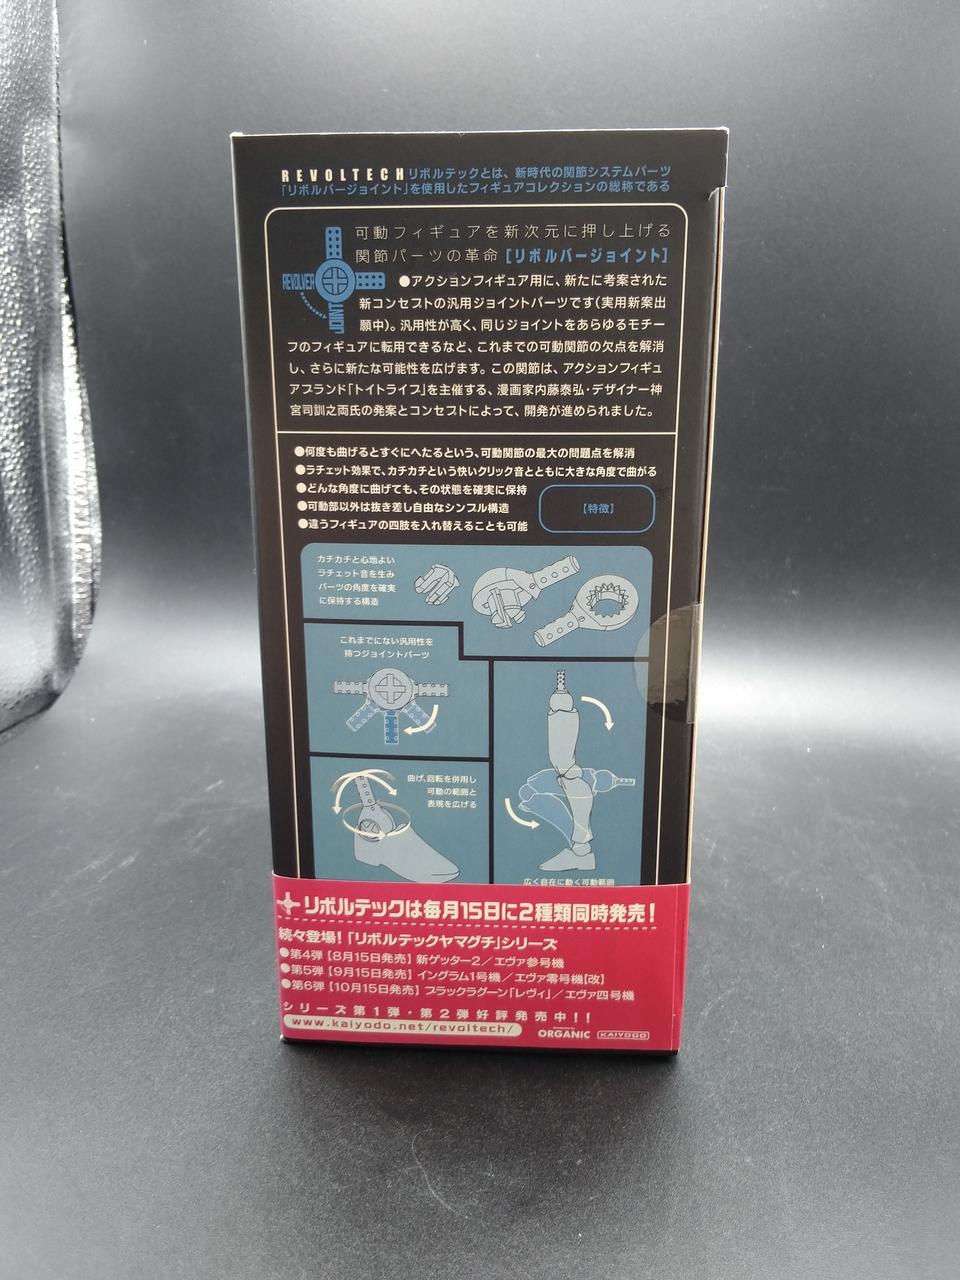 REVOLTECH リボルテックとは、新時代の関節システムパーツ
「リボルバージョイント」を使用したフィギュアコレクションの総称である
REVOLVER
JOINT
可動フィギュアを新次元に押し上げる
関節パーツの革命[リボルバージョイント]
●アクションフィギュア用に、新たに考案された
新コンセプトの汎用ジョイントパーツです(実用新案出
願中)。汎用性が高く、同じジョイントをあらゆるモチー
フのフィギュアに転用できるなど、これまでの可動関節の欠点を解消
し、さらに新たな可能性を広げます。この関節は、アクションフィギュ
アブランド「トイトライブ」を主催する、漫画家内藤泰弘・デザイナー神
宮司訓之両氏の発案とコンセプトによって、開発が進められました。
●何度も曲げるとすぐにへたるという、可動関節の最大の問題点を解消
●ラチェット効果で、カチカチという快いクリック音とともに大きな角度で曲がる
●どんな角度に曲げても、その状態を確実に保持
●可動部以外は抜き差し自由なシンプル構造
●違うフィギュアの四肢を入れ替えることも可能
【特徴】
カチカチと心地よい
ラチェット音を生み
パーツの角度を確実
に保持する構造
これまでにない汎用性を
持つジョイントパーツ
曲げ、回転を併用し
可動の範囲と
表現を広げる
広く自在に動く可動範囲
リボルテックは毎月15日に2種類同時発売！
続々登場！「リボルテックヤマグチ」シリーズ
●第4弾【8月15日発売】新ゲッター2／エヴァ参号機
●第5弾【9月15日発売】イングラム1号機／エヴァ零号機【改】
●第6弾【10月15日発売】ブラックラグーン「レヴィ」／エヴァ四号機
シリーズ第1弾・第2弾好評発売中！！
www.kaiyodo.net/revoltech/
ORGANIC KAIYODO